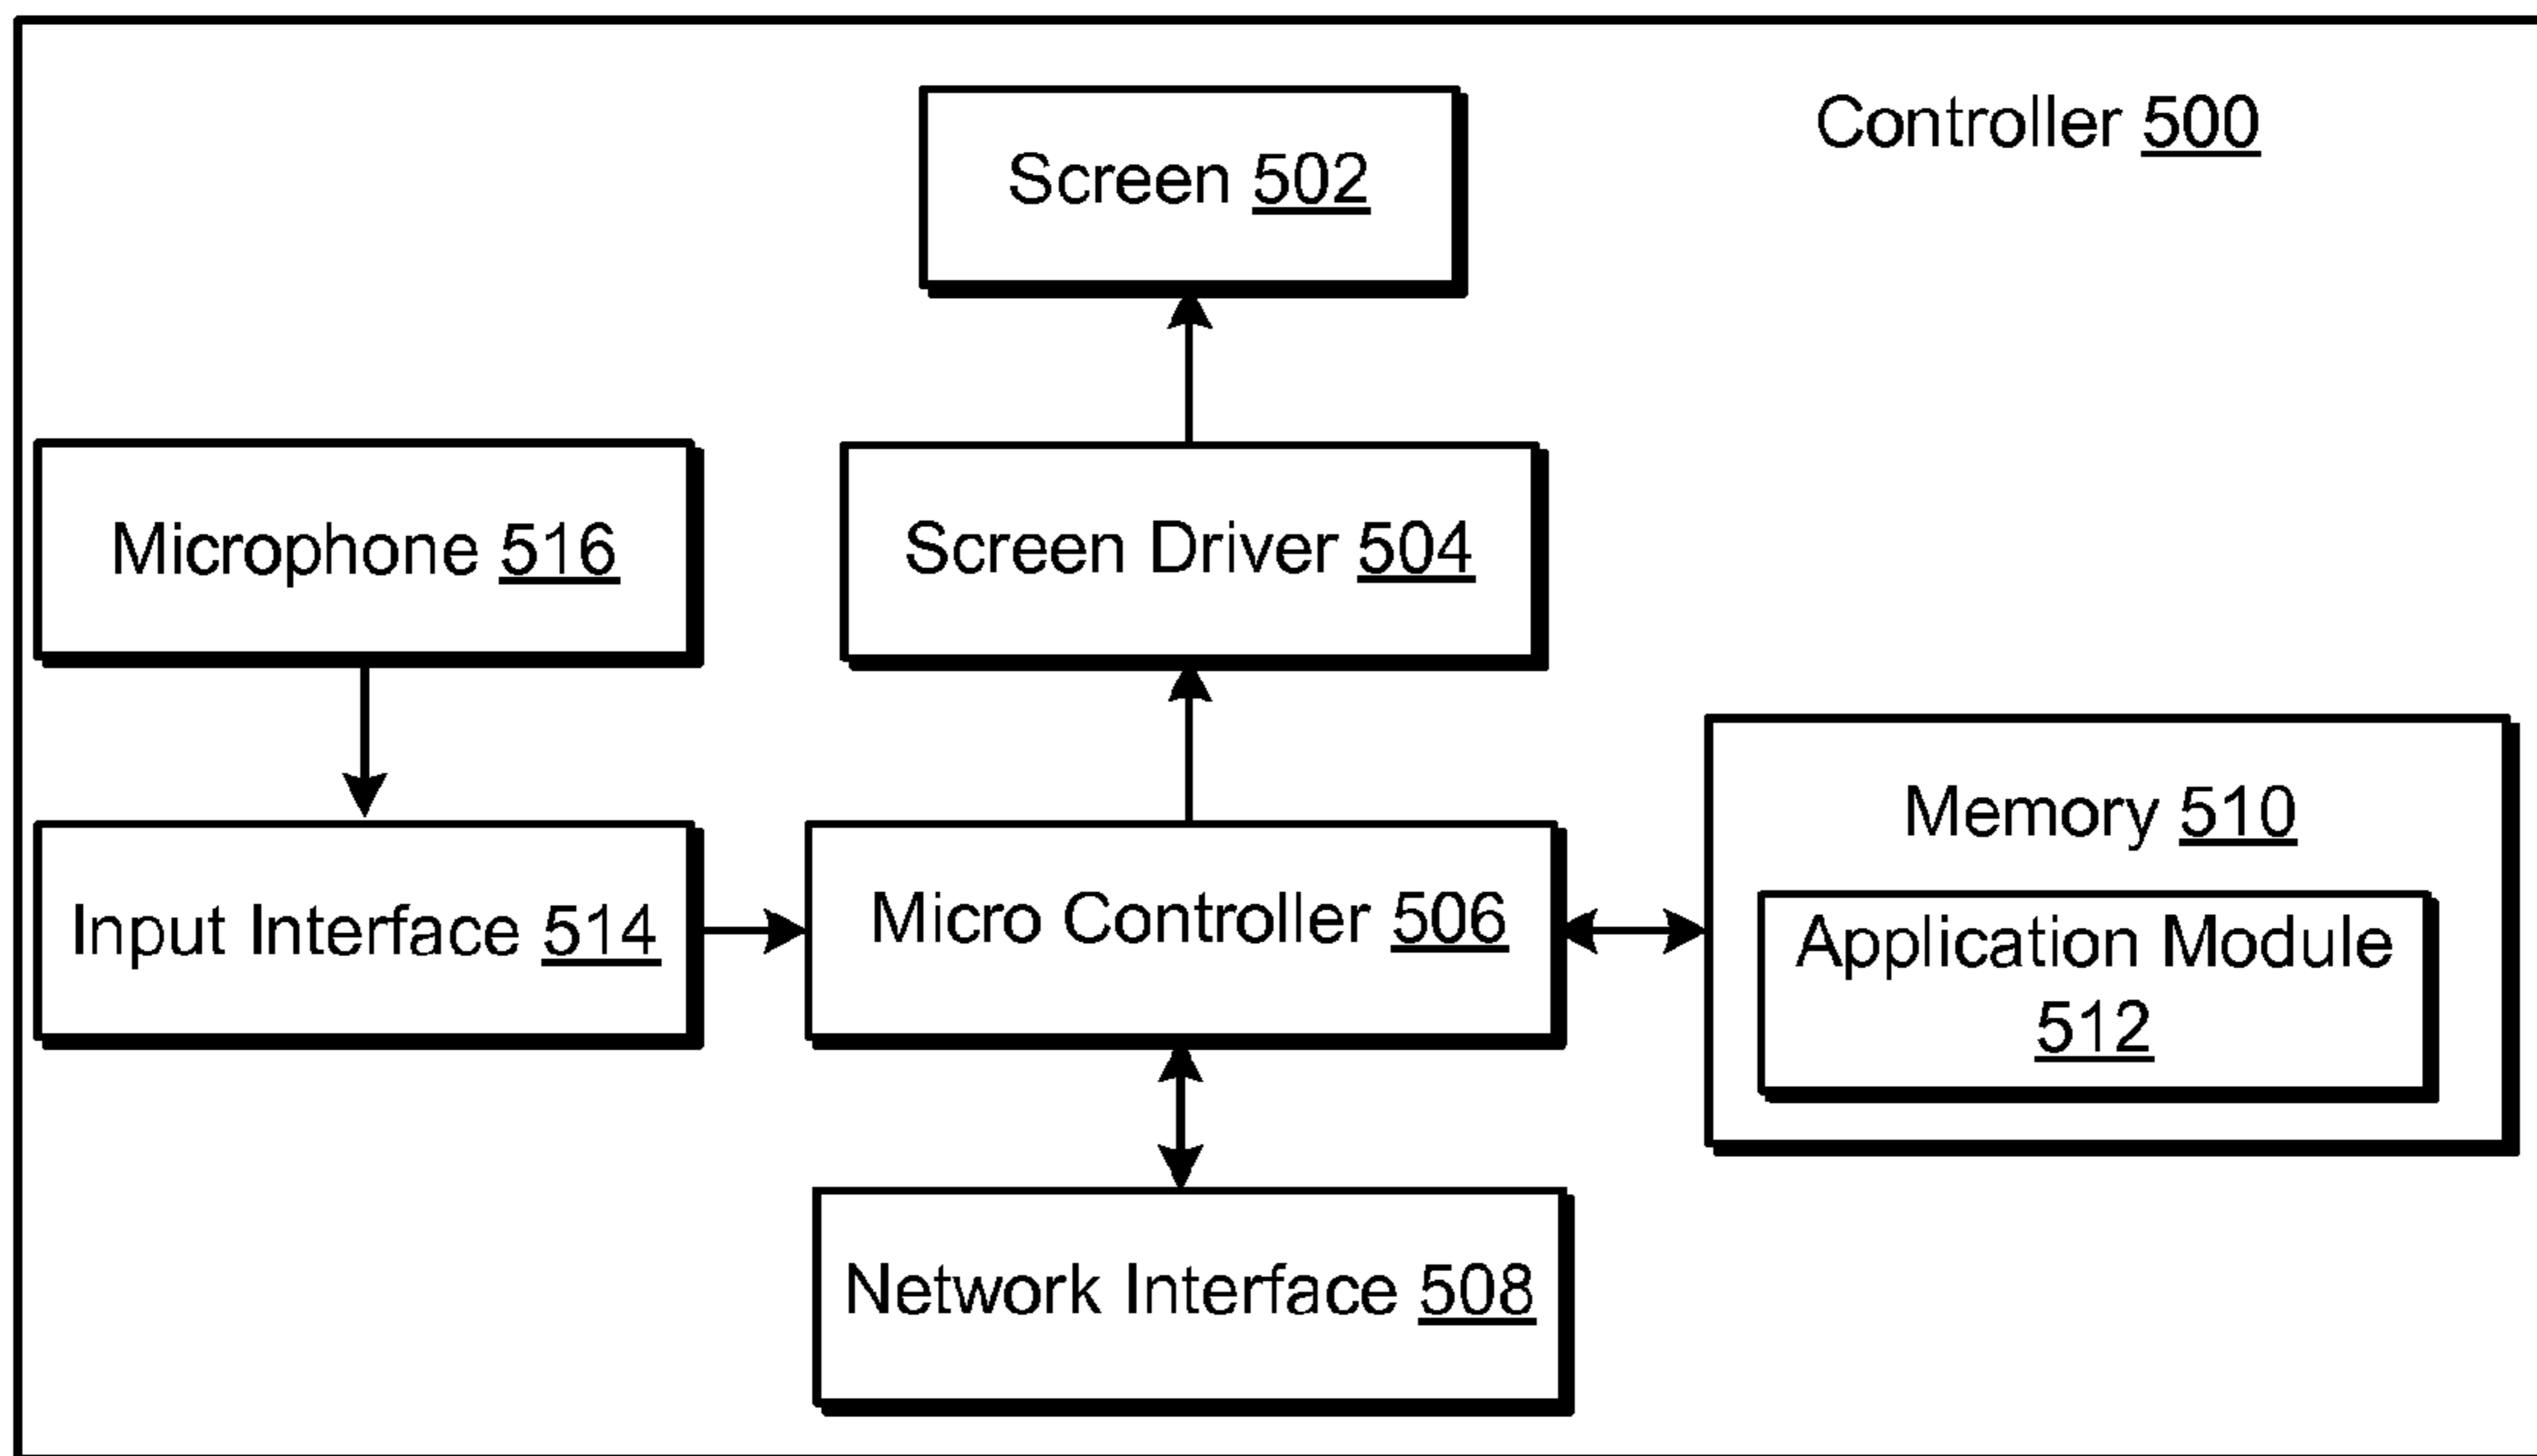 Controller 500
Screen 502
Microphone 516
Screen Driver 504
Memory 510
Input Interface 514
Micro Controller 506
Application Module
512
Network Interface 508